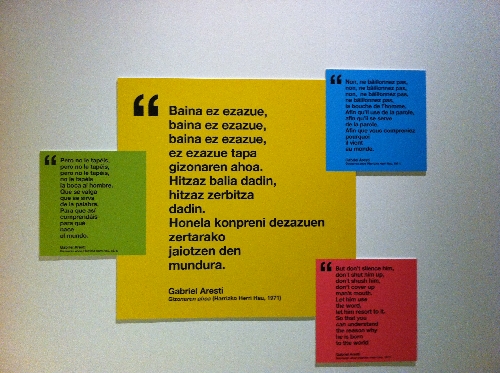 “
Baina ez ezazue,
baina ez ezazue,
baina ez ezazue,
ez ezazue tapa
gizonaren ahoa.
Hitzaz balia dadin,
hitzaz zerbitza
dadin.
Honela konpreni dezazuen
zertarako
jaiotzen den
mundura.
Gabriel Aresti
Gizonaren ahoa (Harrizko Herri Hau, 1971)
“
Pero no le tapéis,
pero no le tapéis,
pero no le tapéis,
no le tapéis
la boca al hombre.
Que se valga
que se sirva
de la palabra.
Para que así
comprendáis
para qué
nace
al mundo.
Gabriel Aresti
“
Non, ne bâillonnez pas,
non, ne bâillonnez pas,
non, ne bâillonnez pas,
ne bâillonnez pas,
la bouche de l'homme.
Afin qu'il use de la parole,
afin qu'il se serve
de la parole.
Afin que vous compreniez
pourquoi
il vient
au monde.
Gabriel Aresti
“
But don't silence him,
don't shut him up,
don't shush him,
don't cover up
man's mouth.
Let him use
the word,
let him resort to it.
So that you
can understand
the reason why
he is born
to the world
Gabriel Aresti